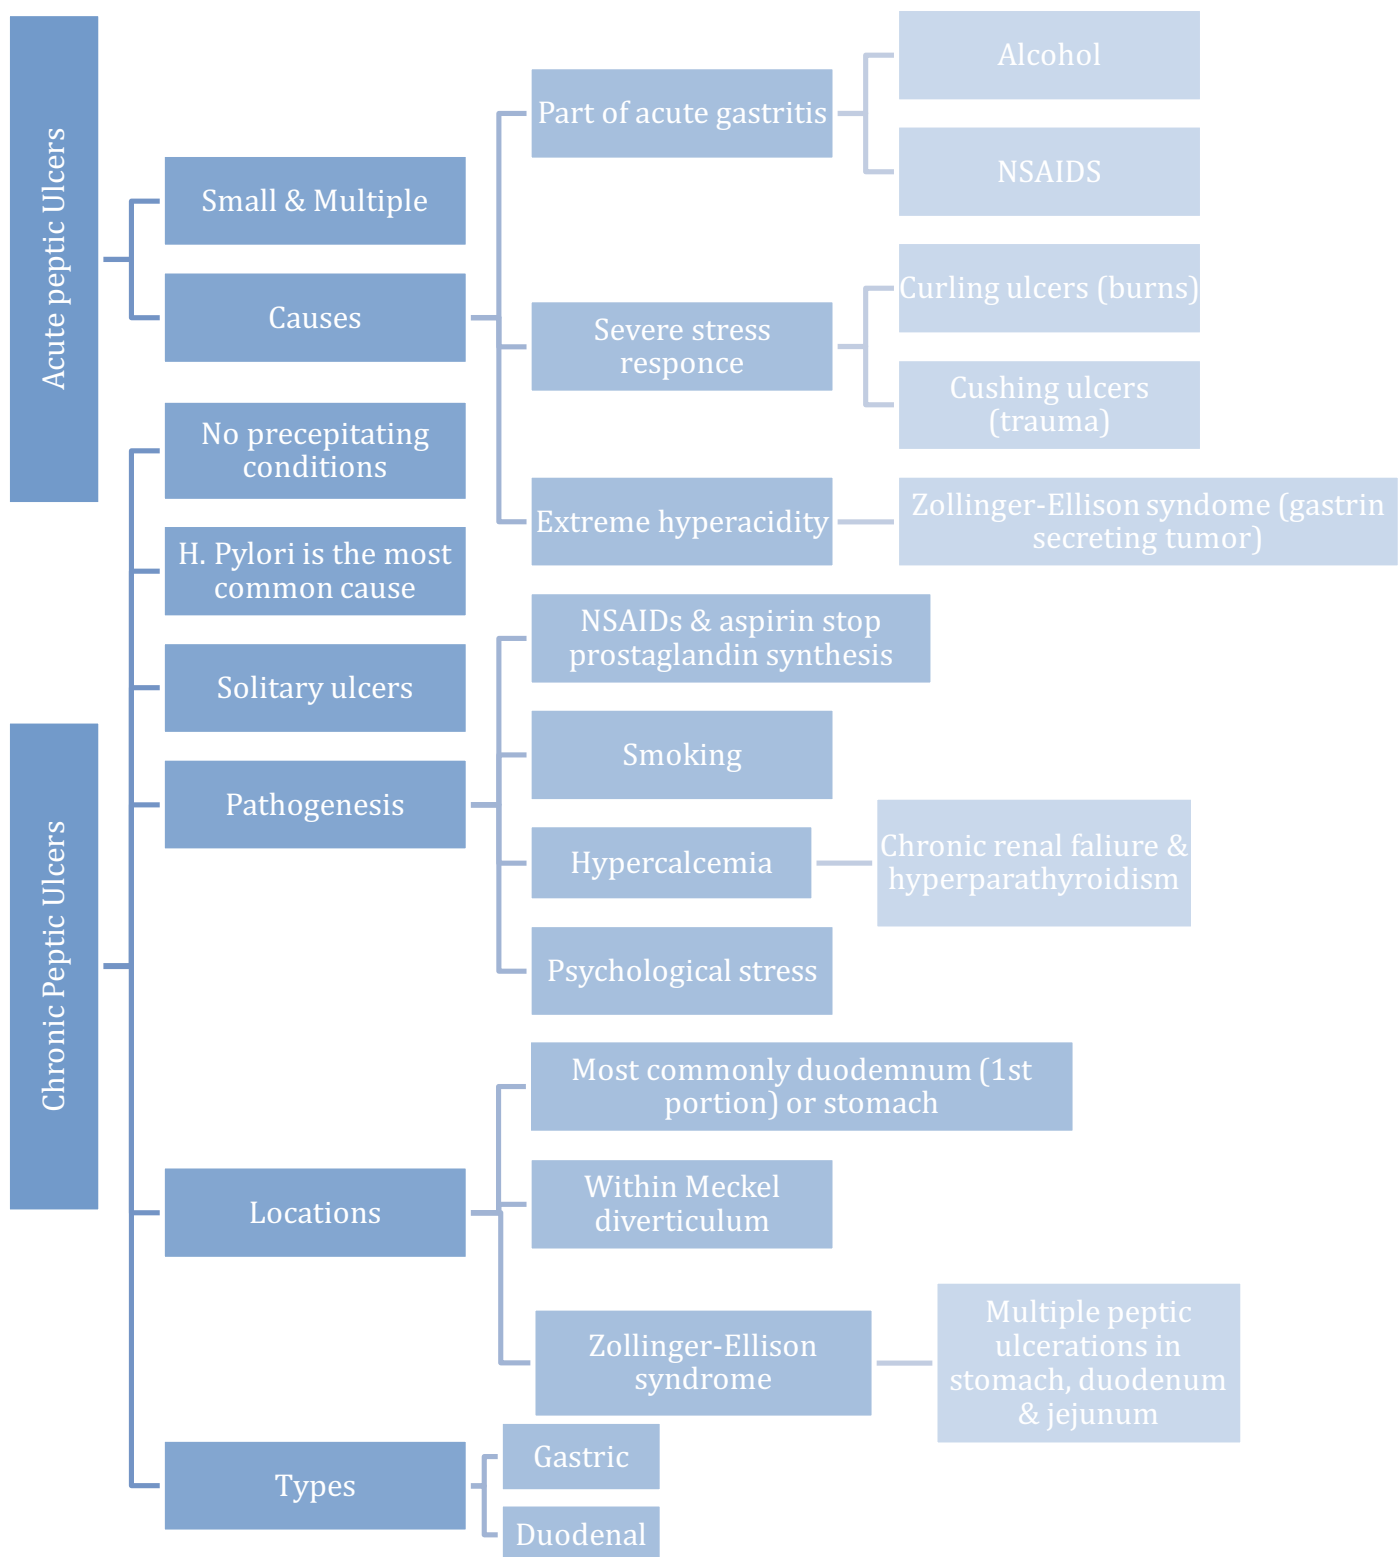 Acute peptic Ulcers
Small & Multiple
Causes
Part of acute gastritis
Alcohol
NSAIDS
Severe stress
responce
Curling ulcers (burns)
Cushing ulcers
(trauma)
Extreme hyperacidity
Zollinger-Ellison syndome (gastrin
secreting tumor)
Chronic Peptic Ulcers
No precepitating
conditions
H. Pylori is the most
common cause
Solitary ulcers
Pathogenesis
NSAIDs & aspirin stop
prostaglandin synthesis
Smoking
Hypercalcemia
Chronic renal faliure &
hyperparathyroidism
Psychological stress
Locations
Most commonly duodemnum (1st
portion) or stomach
Within Meckel
diverticulum
Zollinger-Ellison
syndrome
Multiple peptic
ulcerations in
stomach, duodenum
& jejunum
Types
Gastric
Duodenal